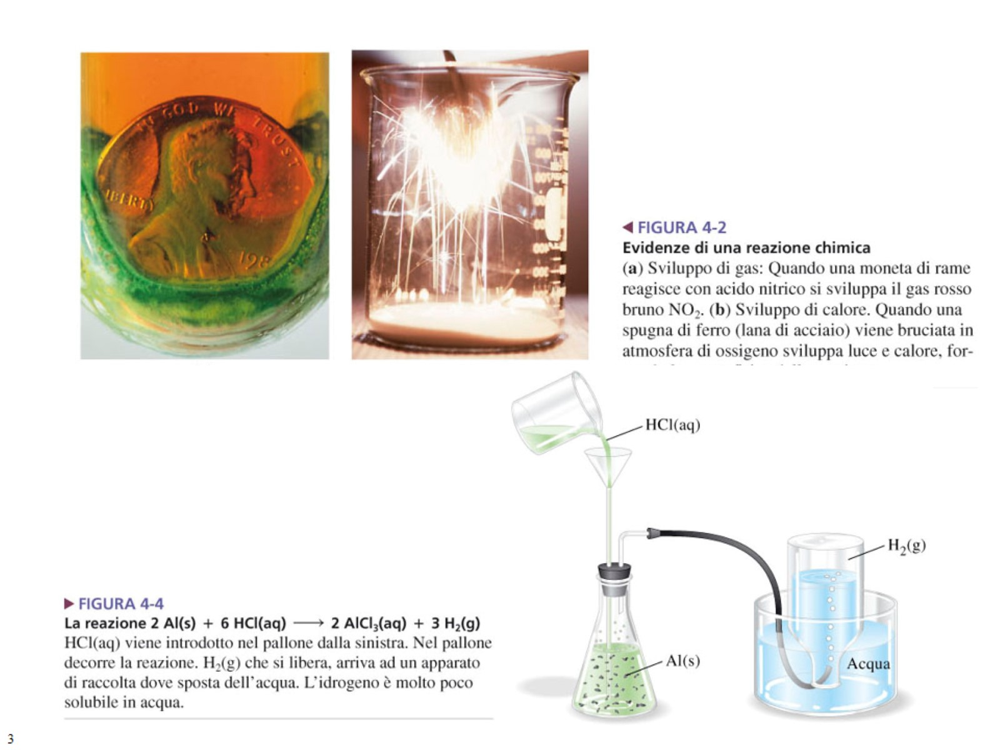 IN GOD WE TRUST
LIBERTY
198
◀ FIGURA 4-2
Evidenze di una reazione chimica
(a) Sviluppo di gas: Quando una moneta di rame
reagisce con acido nitrico si sviluppa il gas rosso
bruno NO₂. (b) Sviluppo di calore. Quando una
spugna di ferro (lana di acciaio) viene bruciata in
atmosfera di ossigeno sviluppa luce e calore, for-
HCl(aq)
H₂(g)
Al(s)
Acqua
▶ FIGURA 4-4
La reazione 2 Al(s) + 6 HCl(aq) ⟶ 2 AlCl₃(aq) + 3 H₂(g)
HCl(aq) viene introdotto nel pallone dalla sinistra. Nel pallone
decorre la reazione. H₂(g) che si libera, arriva ad un apparato
di raccolta dove sposta dell’acqua. L’idrogeno è molto poco
solubile in acqua.
3